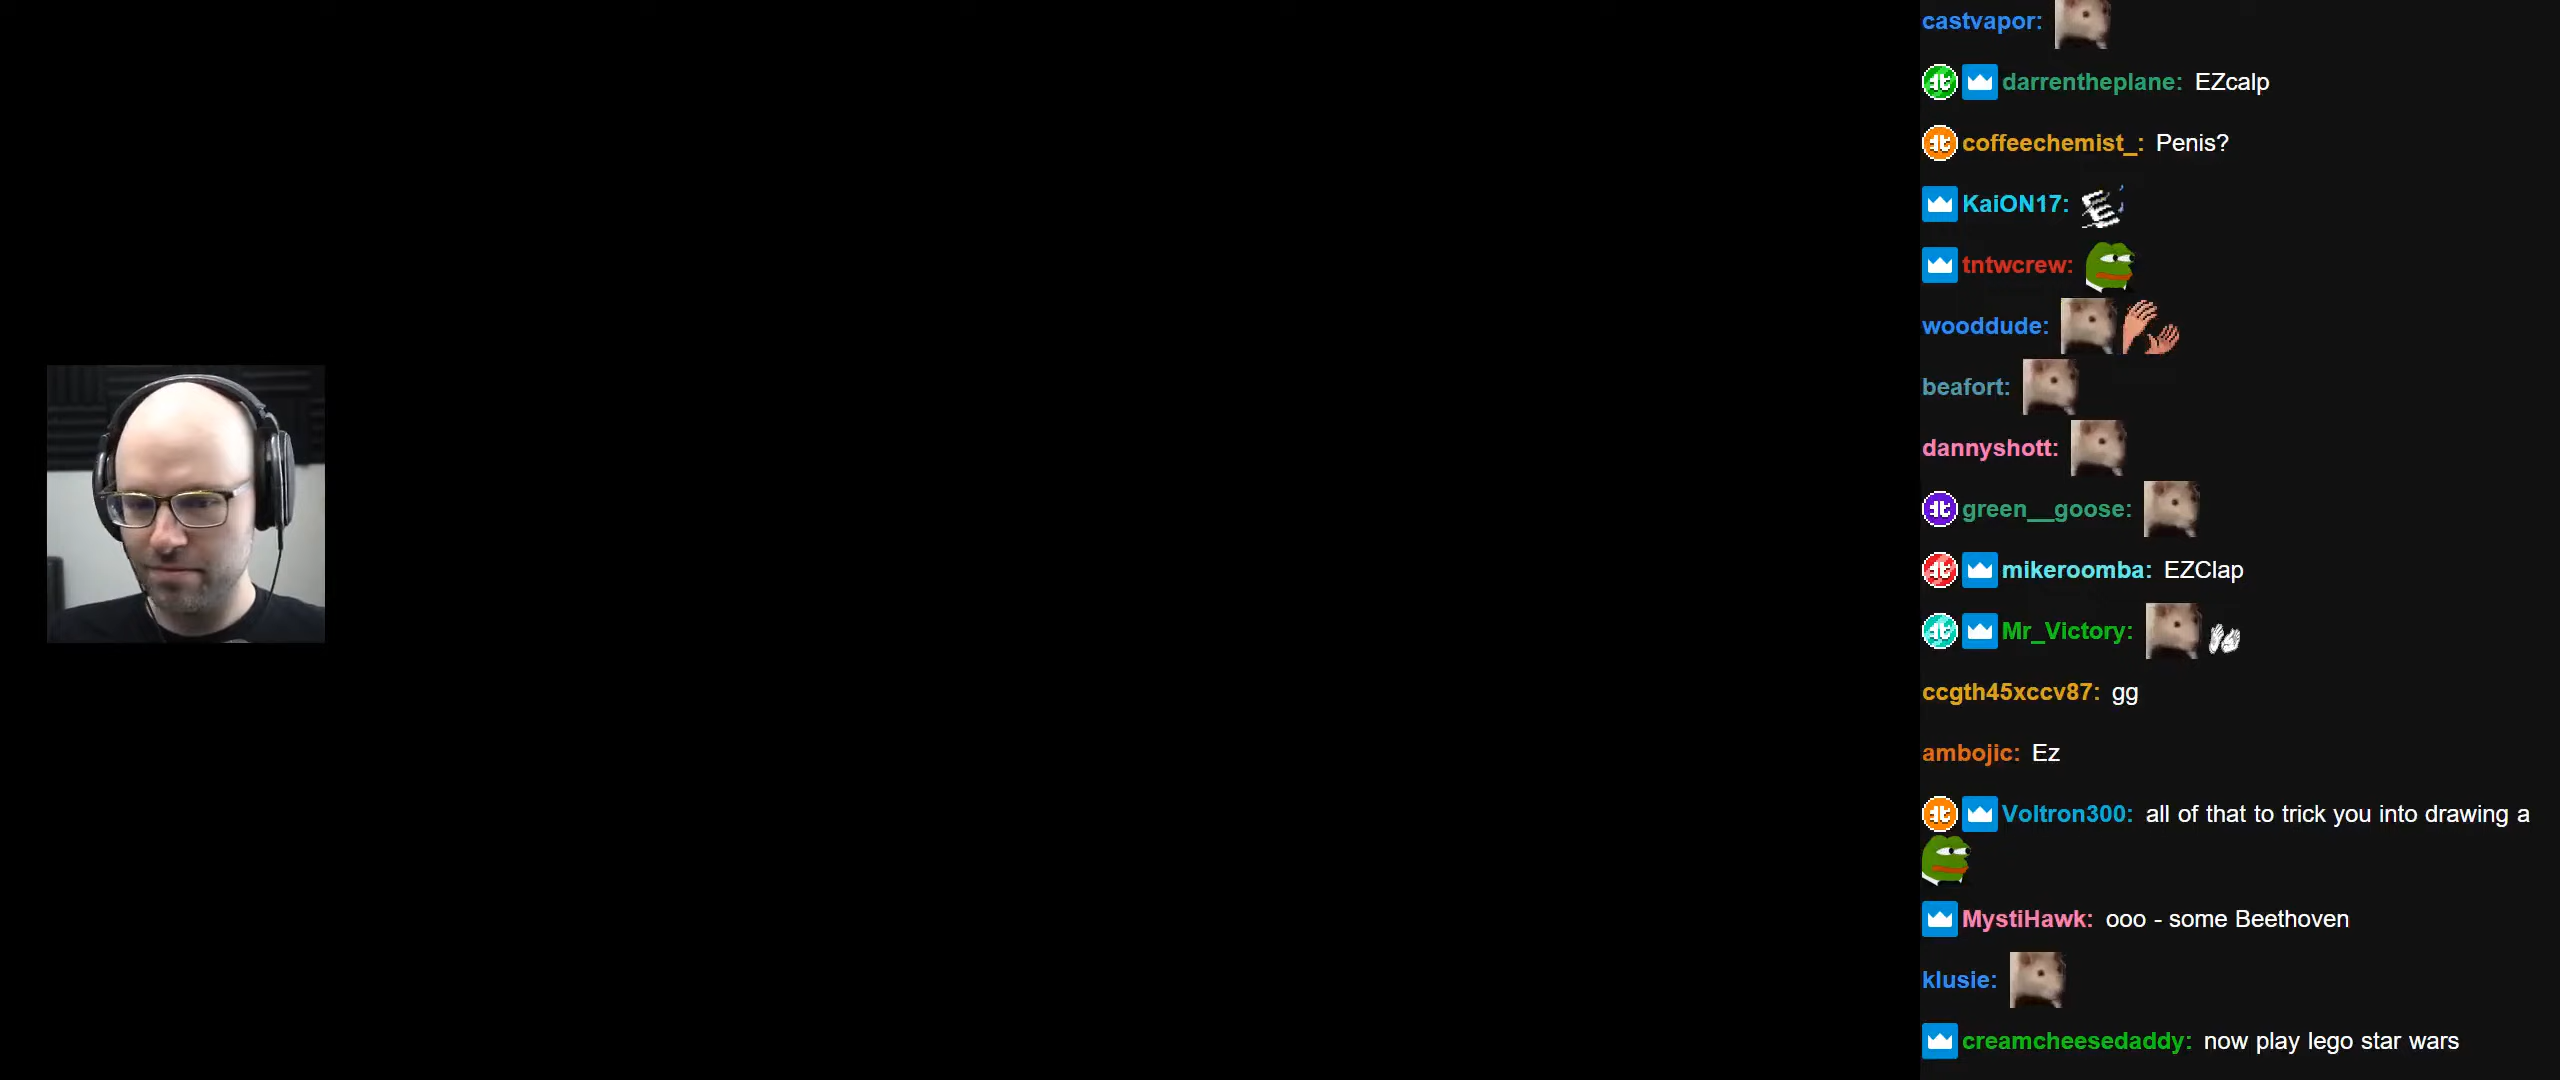 castvapor:
darrentheplane: EZcalp
coffeechemist_: Penis?
KaiON17:
tntwcrew:
wooddude:
beafort:
dannyshott:
green__goose:
mikeroomba: EZClap
Mr_Victory:
ccgth45xccv87: gg
ambojic: Ez
Voltron300: all of that to trick you into drawing a
MystiHawk: ooo - some Beethoven
klusie:
creamcheesedaddy: now play lego star wars